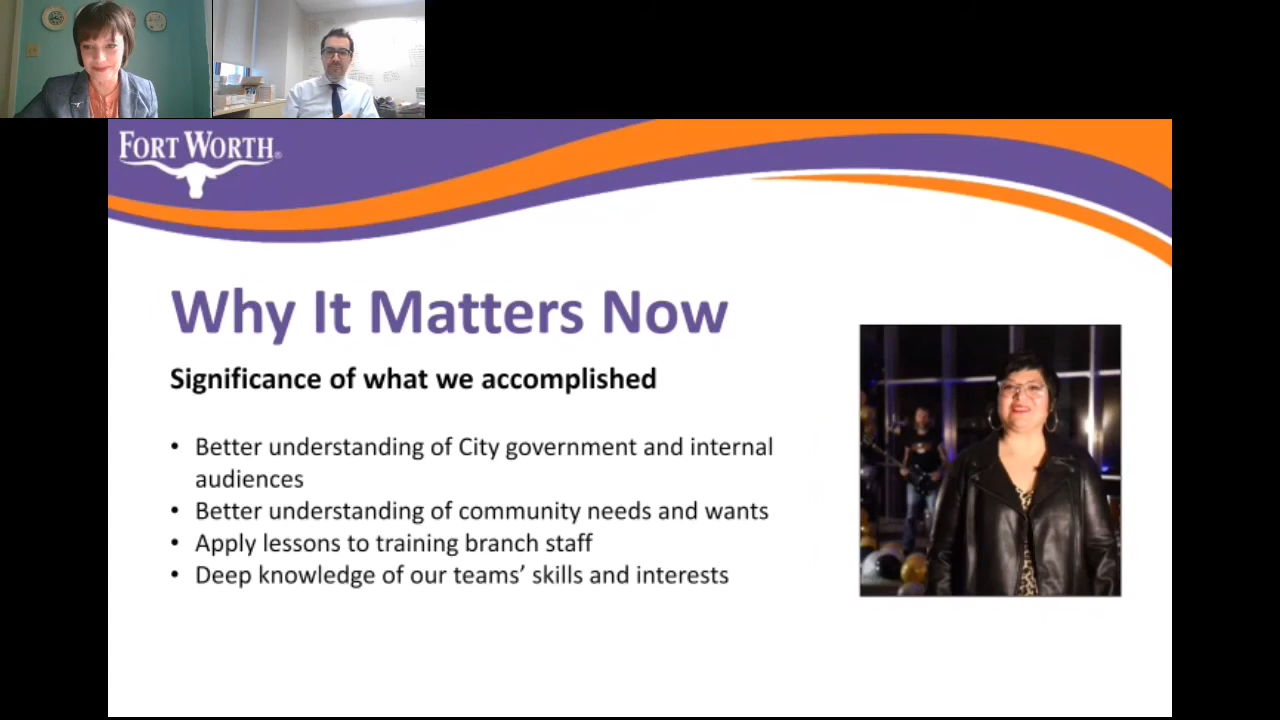 FORT WORTH®
Why It Matters Now
Significance of what we accomplished
• Better understanding of City government and internal
audiences
• Better understanding of community needs and wants
• Apply lessons to training branch staff
• Deep knowledge of our teams’ skills and interests